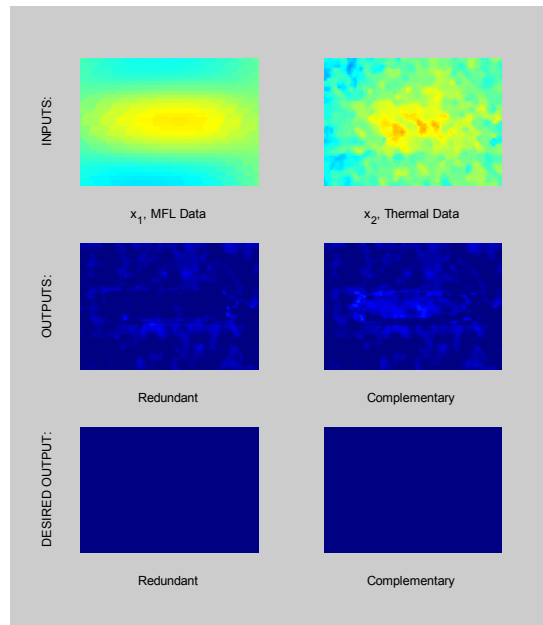 INPUTS:
x1, MFL Data
x2, Thermal Data
OUTPUTS:
Redundant
Complementary
DESIRED OUTPUT:
Redundant
Complementary